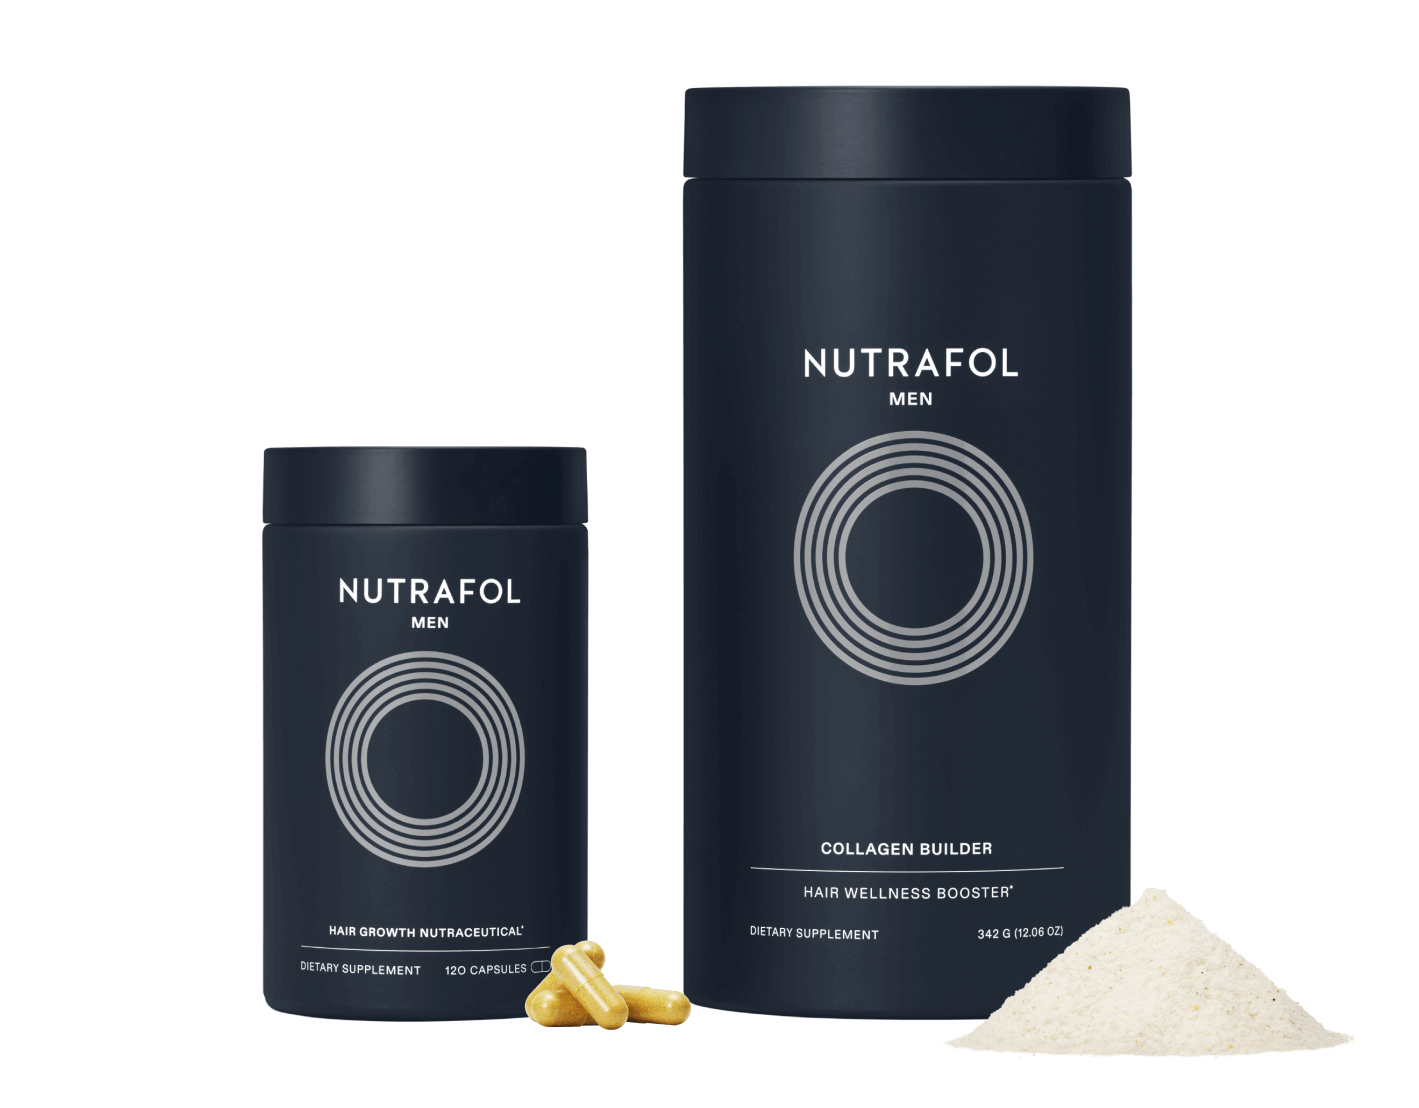 NUTRAFOL
MEN
HAIR GROWTH NUTRACEUTICAL*
DIETARY SUPPLEMENT 120 CAPSULES
NUTRAFOL
MEN
COLLAGEN BUILDER
HAIR WELLNESS BOOSTER*
DIETARY SUPPLEMENT 342 G (12.06 OZ)